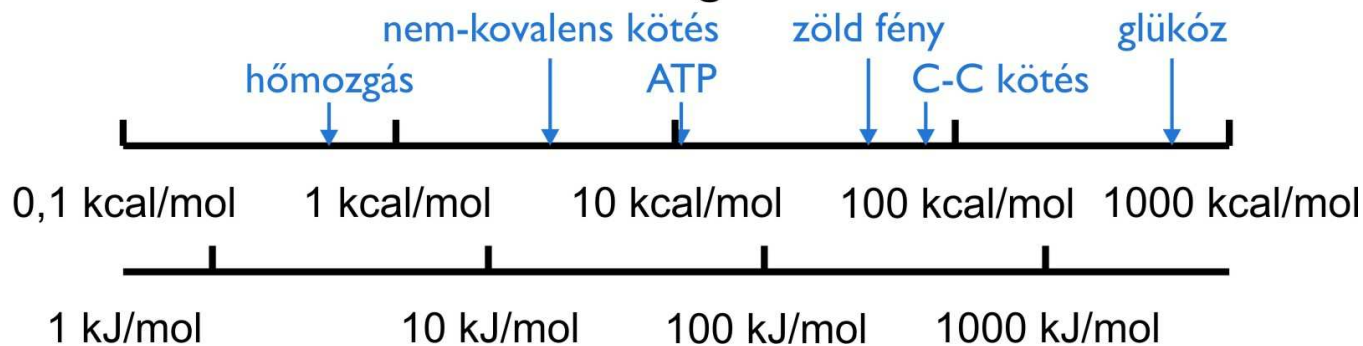 nem-kovalens kötés zöld fény glükóz
hőmozgás ATP C-C kötés
0,1 kcal/mol 1 kcal/mol 10 kcal/mol 100 kcal/mol 1000 kcal/mol
1 kJ/mol 10 kJ/mol 100 kJ/mol 1000 kJ/mol